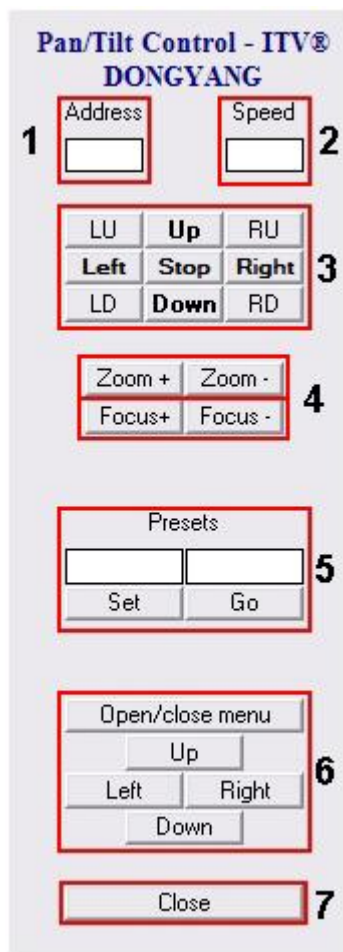 Pan/Tilt Control - ITV®
DONGYANG
1 Address Speed 2
LU Up RU
Left Stop Right 3
LD Down RD
Zoom + Zoom -
4
Focus+ Focus -
Presets
5
Set Go
Open/close menu
Up
6
Left Right
Down
Close 7